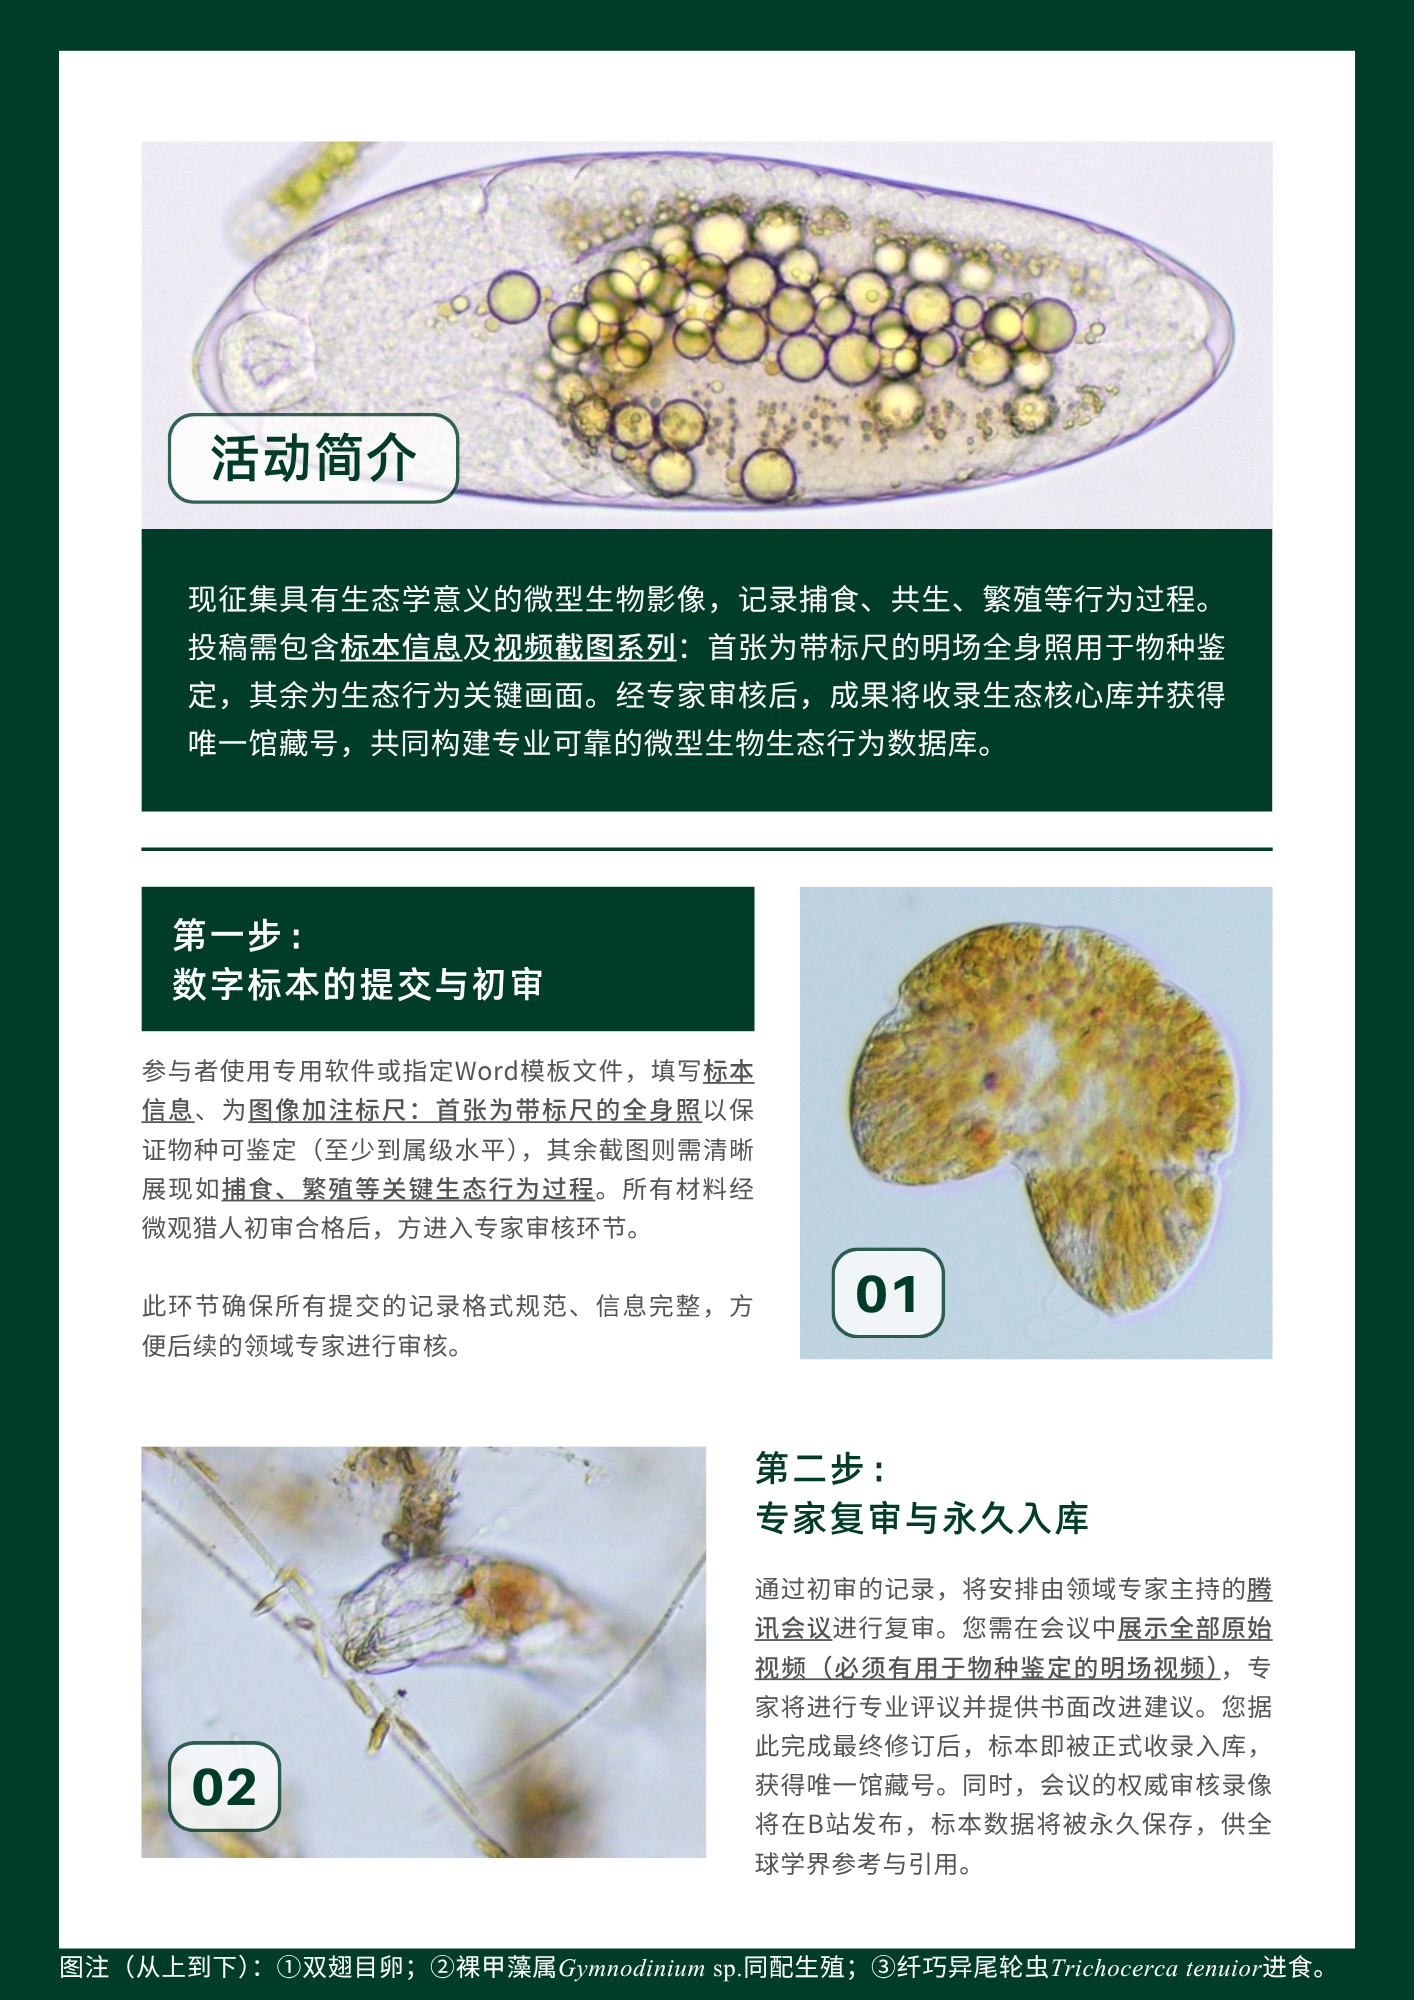 活动简介
现征集具有生态学意义的微型生物影像，记录捕食、共生、繁殖等行为过程。
投稿需包含标本信息及视频截图系列：首张为带标尺的明场全身照用于物种鉴
定，其余为生态行为关键画面。经专家审核后，成果将收录生态核心库并获得
唯一馆藏号，共同构建专业可靠的微型生物生态行为数据库。
第一步：
数字标本的提交与初审
参与者使用专用软件或指定Word模板文件，填写标本
信息、为图像加注标尺：首张为带标尺的全身照以保
证物种可鉴定（至少到属级水平），其余截图则需清晰
展现如捕食、繁殖等关键生态行为过程。所有材料经
微观猎人初审合格后，方进入专家审核环节。
此环节确保所有提交的记录格式规范、信息完整，方
便后续的领域专家进行审核。
01
02
第二步：
专家复审与永久入库
通过初审的记录，将安排由领域专家主持的腾
讯会议进行复审。您需在会议中展示全部原始
视频（必须有用于物种鉴定的明场视频），专
家将进行专业评议并提供书面改进建议。您据
此完成最终修订后，标本即被正式收录入库，
获得唯一馆藏号。同时，会议的权威审核录像
将在B站发布，标本数据将被永久保存，供全
球学界参考与引用。
图注（从上到下）：①双翅目卵；②裸甲藻属Gymnodinium sp.同配生殖；③纤巧异尾轮虫Trichocerca tenuior进食。